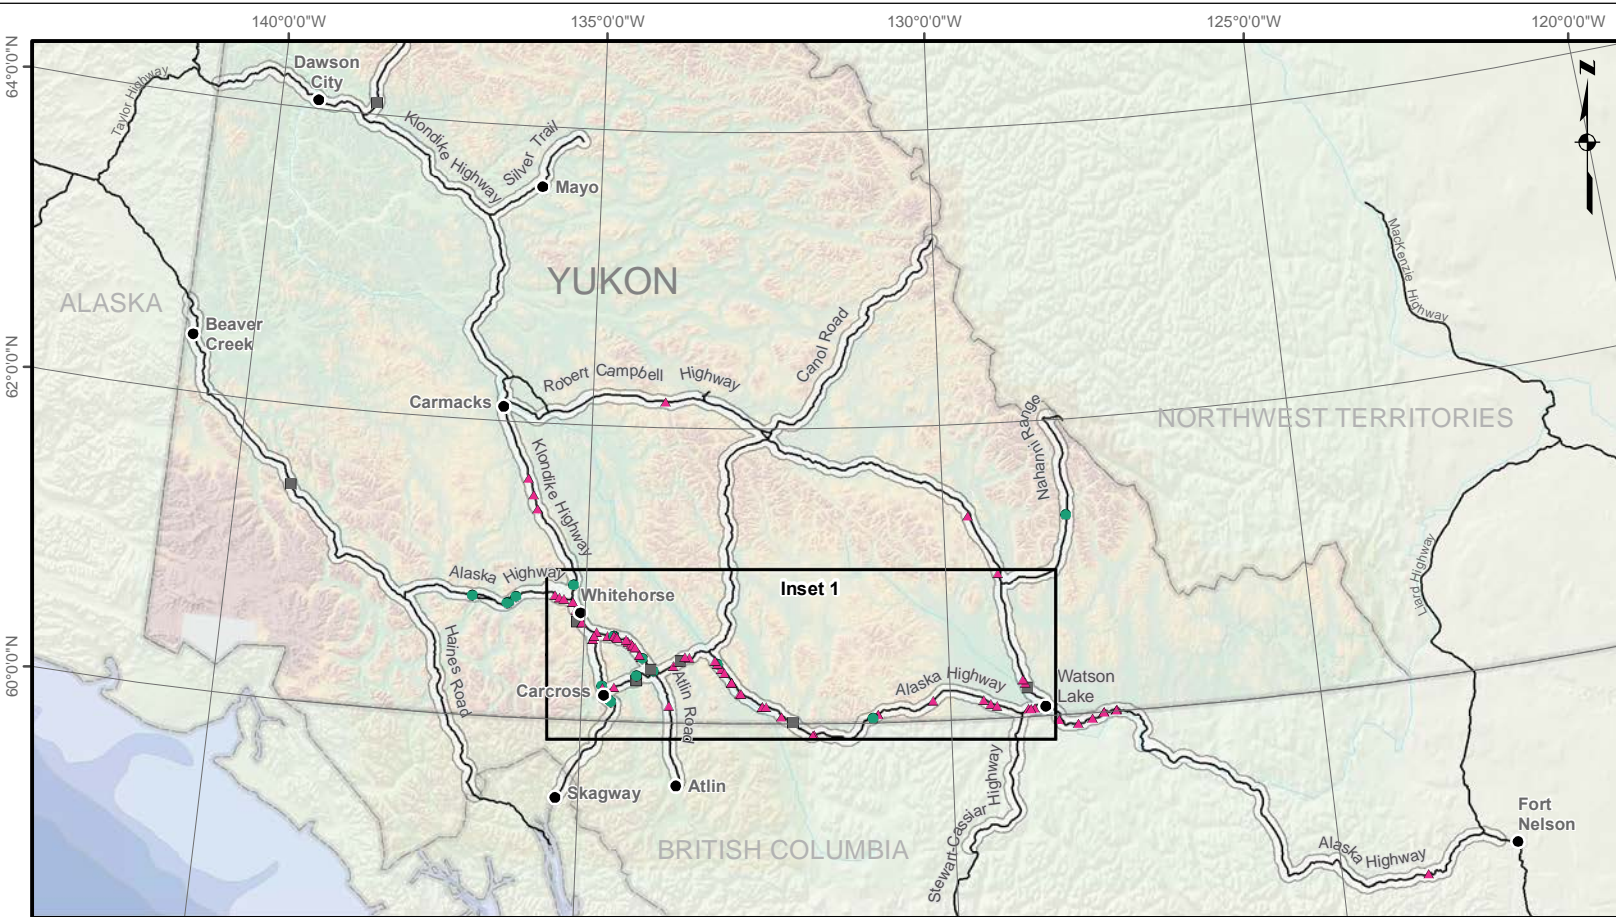 140°0'0"W
135°0'0"W
130°0'0"W
125°0'0"W
120°0'0"W
64°0'0"N
62°0'0"N
60°0'0"N
Z
Taylor Highway
Dawson
City
Klondike Highway
Silver Trail
Mayo
MacKenzie Highway
YUKON
ALASKA
Beaver
Creek
Canol Road
Robert Campbell Highway
Carmacks
Nahanni Range
NORTHWEST TERRITORIES
Klondike Highway
Liard Highway
Alaska Highway
Inset 1
Whitehorse
Haines Road
Carcross
Atlin Road
Alaska Highway
Watson
Lake
Skagway
Atlin
Stewart-Cassiar Highway
BRITISH COLUMBIA
Alaska Highway
Fort
Nelson